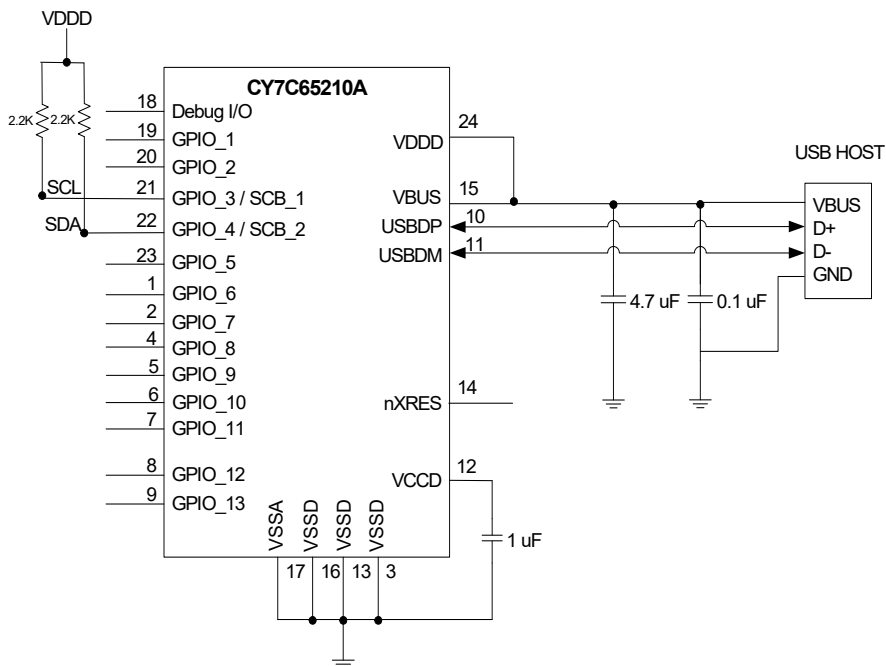 VDDD
2.2K 2.2K
SCL
SDA
CY7C65210A
18 Debug I/O
19 GPIO_1
20 GPIO_2
21 GPIO_3 / SCB_1
22 GPIO_4 / SCB_2
23 GPIO_5
1 GPIO_6
2 GPIO_7
4 GPIO_8
5 GPIO_9
6 GPIO_10
7 GPIO_11
8 GPIO_12
9 GPIO_13
VDDD 24
VBUS 15
USBDP 10
USBDM 11
nXRES 14
VCCD 12
VSSA
VSSD
VSSD
VSSD
17 16 13 3
4.7 uF
0.1 uF
1 uF
USB HOST
VBUS
D+
D-
GND